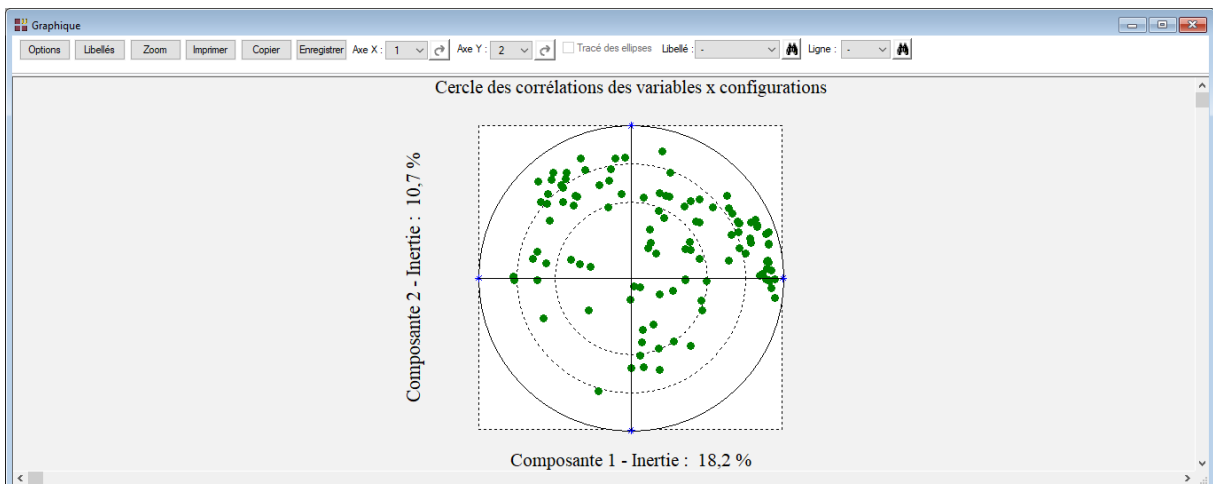 Graphique
Options Libellés Zoom Imprimer Copier Enregistrer Axe X : 1 Axe Y : 2 Tracé des ellipses Libellé : - Ligne : -
Cercle des corrélations des variables x configurations
Composante 2 - Inertie : 10,7 %
Composante 1 - Inertie : 18,2 %